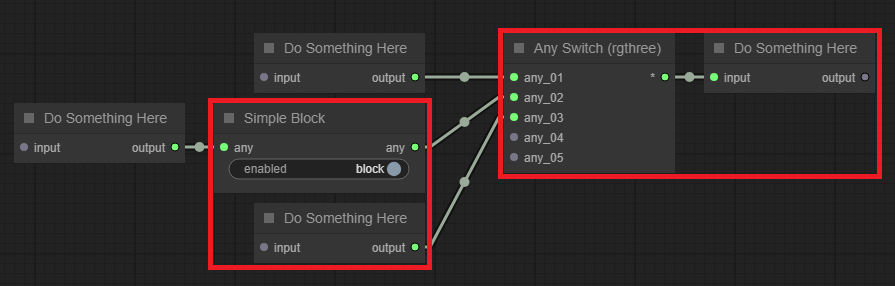 Do Something Here
input output
Do Something Here
input output
Simple Block
any any
enabled block
Do Something Here
input output
Any Switch (rgthree)
any_01 *
any_02
any_03
any_04
any_05
Do Something Here
input output